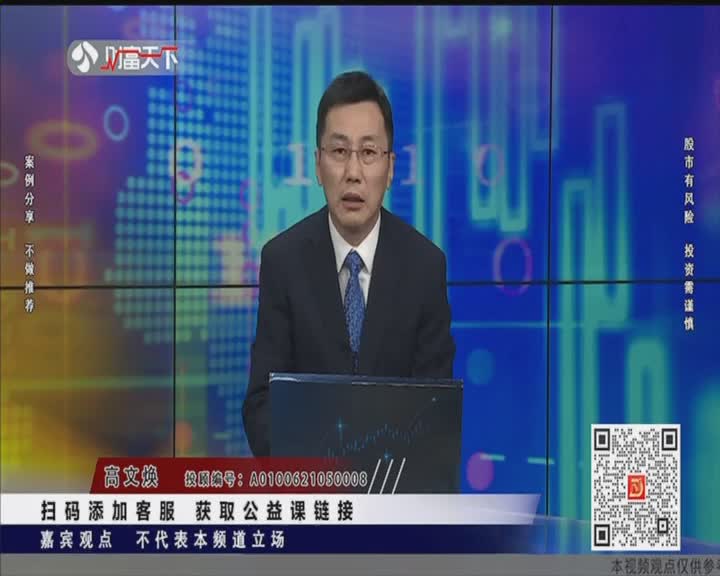 财富天下
案例分享 不做推荐
股市有风险 投资需谨慎
1 0
高文焕 投顾编号：A0100621050008
扫码添加客服 获取公益课链接
嘉宾观点 不代表本频道立场
本视频观点仅供参